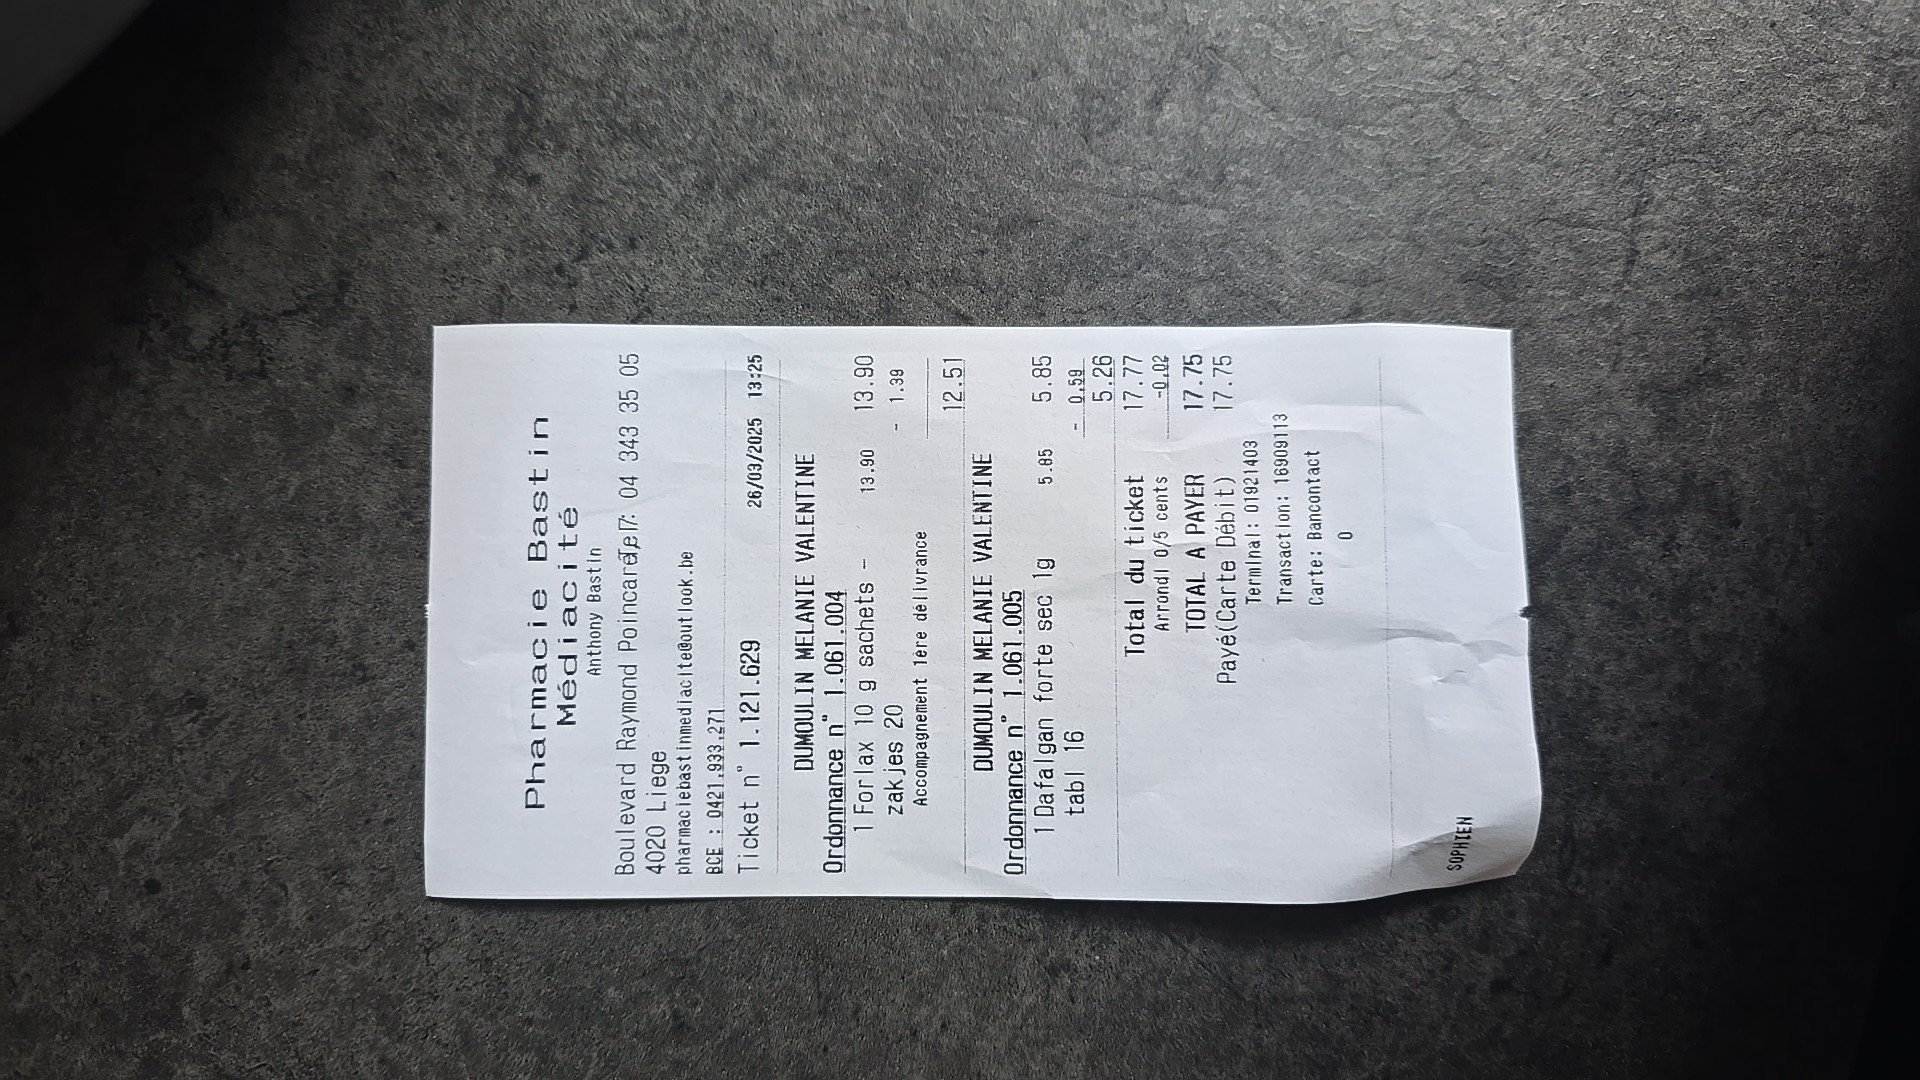 Pharmacie Bastin
Médiacité
Anthony Bastin
Boulevard Raymond Poincaré 7: 04 343 35 05
4020 Liege
pharmaciebastinmediacite@outlook.be
BCE : 0421.933.271
Ticket n° 1.121.629 26/03/2025 13:25
DUMOULIN MELANIE VALENTINE
Ordonnance n° 1.061.004
1 Forlax 10 g sachets - 13.90 13.90
zakjes 20 - 1.39
Accompagnement 1ère délivrance
12.51
DUMOULIN MELANIE VALENTINE
Ordonnance n° 1.061.005
1 Dafalgan forte sec 1g 5.85 5.85
tabl 16 - 0.59
5.26
Total du ticket 17.77
Arrondi 0/5 cents -0.02
TOTAL A PAYER 17.75
Payé(Carte Débit) 17.75
Terminal: 01921403
Transaction: 16909113
Carte: Bancontact
0
SOPHIEN